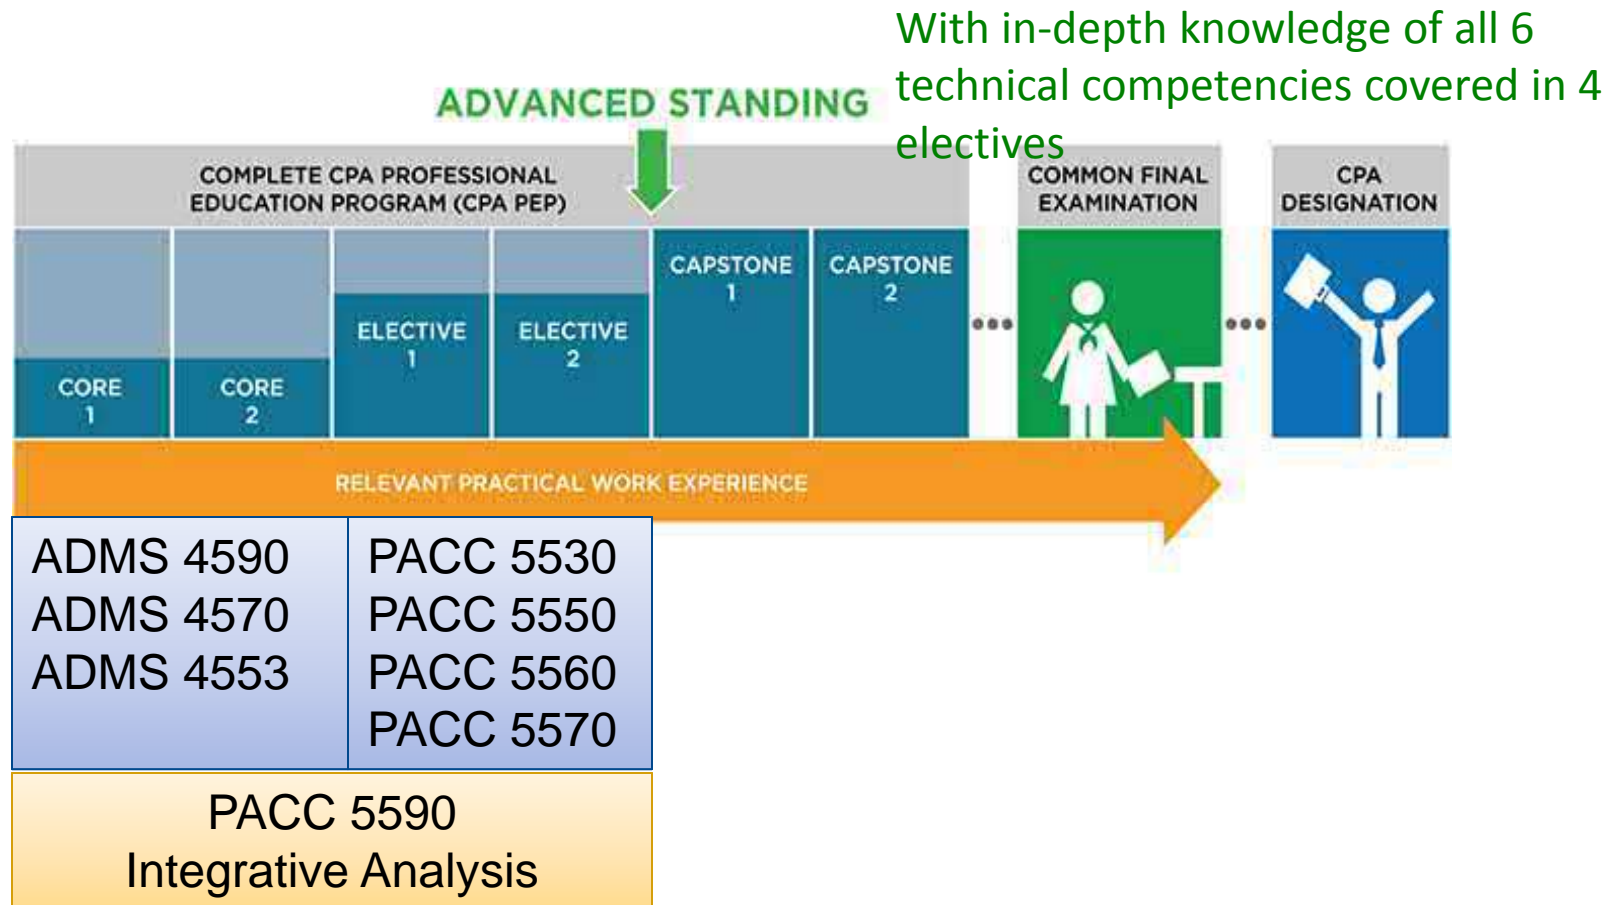 With in-depth knowledge of all 6
technical competencies covered in 4
electives
ADVANCED STANDING
COMPLETE CPA PROFESSIONAL
EDUCATION PROGRAM (CPA PEP)
COMMON FINAL
EXAMINATION
CPA
DESIGNATION
CORE
1
CORE
2
ELECTIVE
1
ELECTIVE
2
CAPSTONE
1
CAPSTONE
2
RELEVANT PRACTICAL WORK EXPERIENCE
ADMS 4590
ADMS 4570
ADMS 4553
PACC 5530
PACC 5550
PACC 5560
PACC 5570
PACC 5590
Integrative Analysis